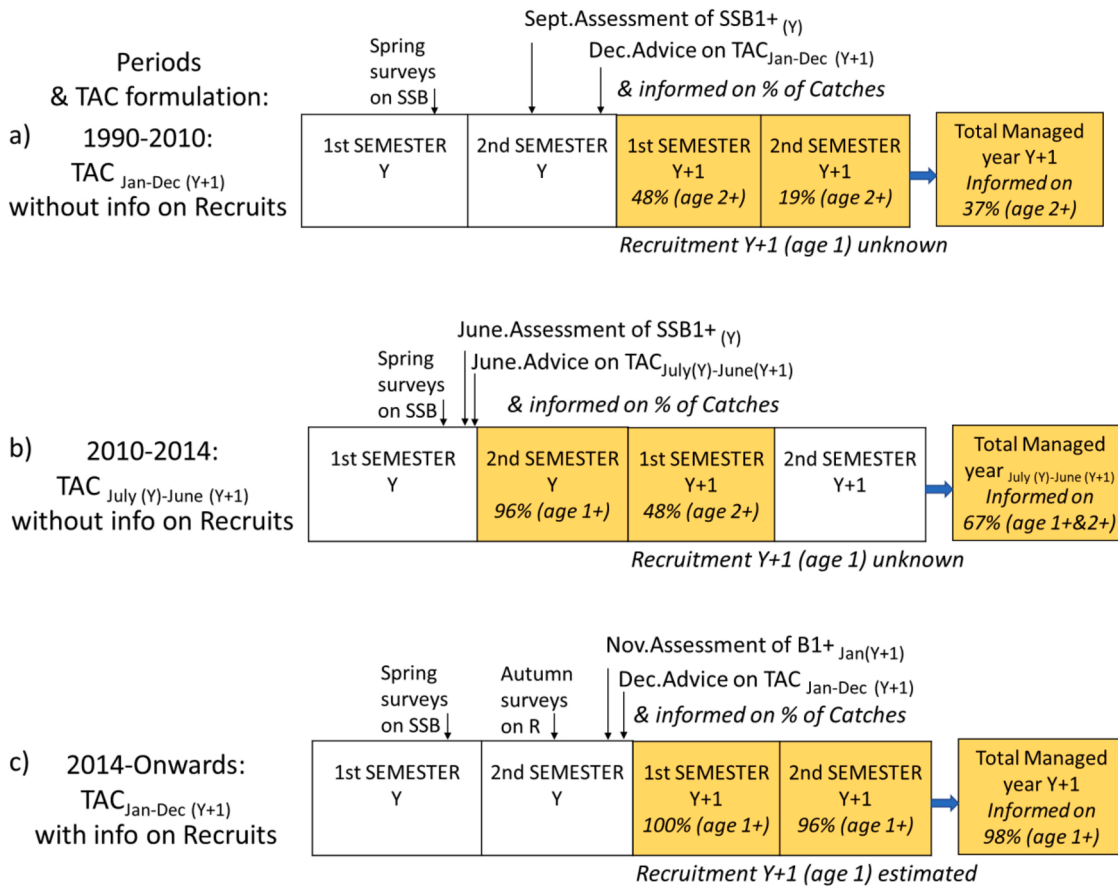 Periods
& TAC formulation:
a) 1990-2010:
TAC Jan-Dec (Y+1)
without info on Recruits
Spring
surveys
on SSB
Sept.Assessment of SSB1+ (Y)
Dec.Advice on TAC Jan-Dec (Y+1)
& informed on % of Catches
1st SEMESTER
Y
2nd SEMESTER
Y
1st SEMESTER
Y+1
48% (age 2+)
2nd SEMESTER
Y+1
19% (age 2+)
Total Managed
year Y+1
Informed on
37% (age 2+)
Recruitment Y+1 (age 1) unknown
b) 2010-2014:
TAC July (Y)-June (Y+1)
without info on Recruits
Spring
surveys
on SSB
June.Assessment of SSB1+ (Y)
June.Advice on TAC July(Y)-June(Y+1)
& informed on % of Catches
1st SEMESTER
Y
2nd SEMESTER
Y
96% (age 1+)
1st SEMESTER
Y+1
48% (age 2+)
2nd SEMESTER
Y+1
Total Managed
year July (Y)-June (Y+1)
Informed on
67% (age 1+&2+)
Recruitment Y+1 (age 1) unknown
c) 2014-Onwards:
TAC Jan-Dec (Y+1)
with info on Recruits
Spring
surveys
on SSB
Autumn
surveys
on R
Nov.Assessment of B1+ Jan(Y+1)
Dec.Advice on TAC Jan-Dec (Y+1)
& informed on % of Catches
1st SEMESTER
Y
2nd SEMESTER
Y
1st SEMESTER
Y+1
100% (age 1+)
2nd SEMESTER
Y+1
96% (age 1+)
Total Managed
year Y+1
Informed on
98% (age 1+)
Recruitment Y+1 (age 1) estimated